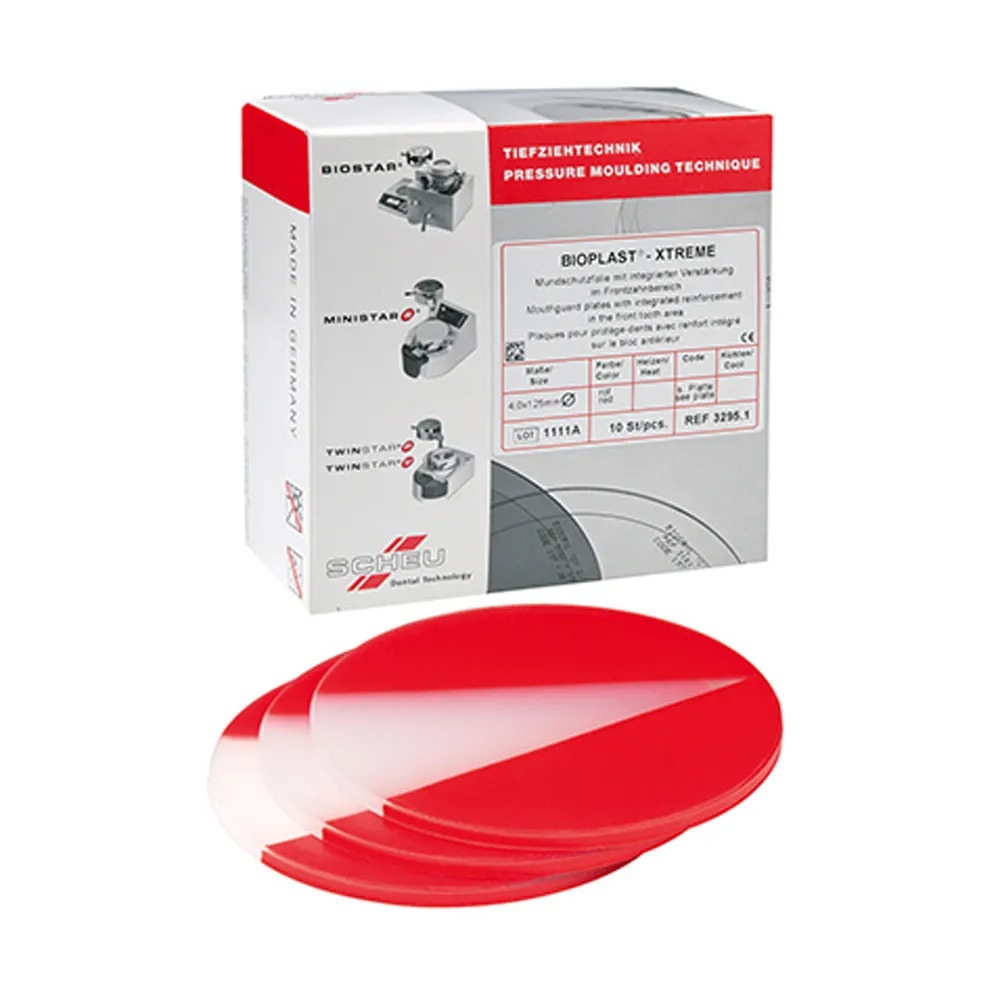 BIOSTAR®
MINISTAR S®
TWINSTAR®
TWINSTAR®
SCHEU
Dental Technology
MADE IN GERMANY
TIEFZIEHTECHNIK
PRESSURE MOULDING TECHNIQUE
BIOPLAST® - XTREME
Mundschutzfolie mit integrierter Verstärkung
im Frontzahnbereich
Mouthguard plates with integrated reinforcement
in the front tooth area
Plaques pour protège-dents avec renfort intégré
sur le bloc antérieur
CE
Maße/ Farbe/ Heizen/ Code Kühlen/
Size Color Heat Cool
4,0x125mm Ø rot s. Platte
red see plate
LOT 1111A 10 St/pcs. REF 3295.1